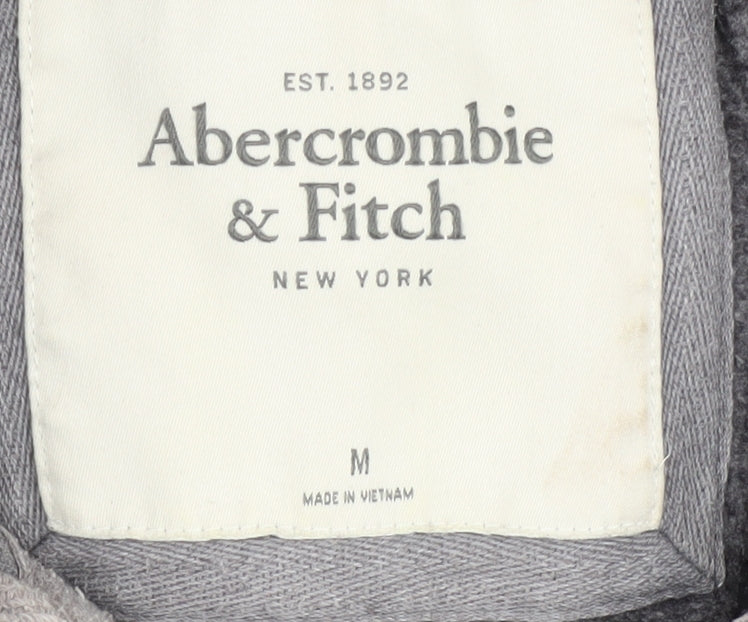 EST. 1892
Abercrombie
& Fitch
NEW YORK
M
MADE IN VIETNAM